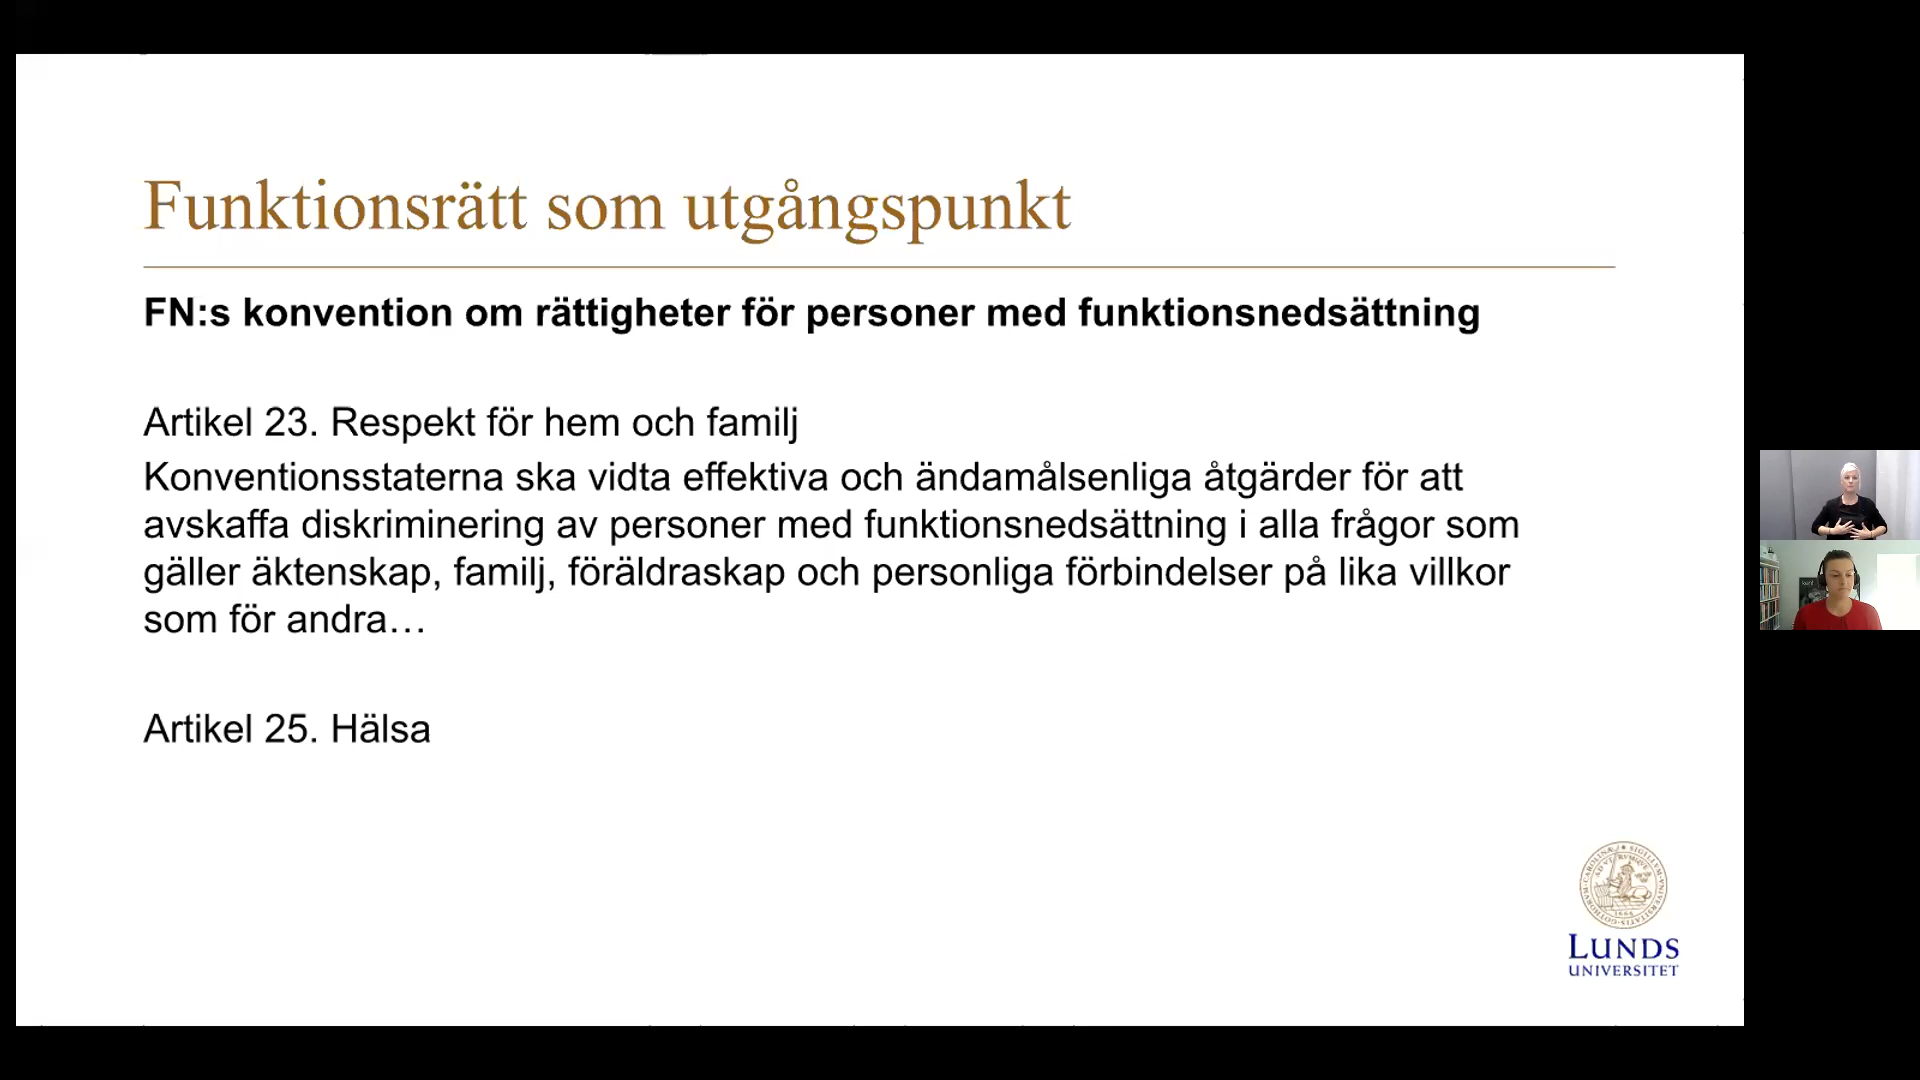 Funktionsrätt som utgångspunkt
FN:s konvention om rättigheter för personer med funktionsnedsättning
Artikel 23. Respekt för hem och familj
Konventionsstaterna ska vidta effektiva och ändamålsenliga åtgärder för att
avskaffa diskriminering av personer med funktionsnedsättning i alla frågor som
gäller äktenskap, familj, föräldraskap och personliga förbindelser på lika villkor
som för andra…
Artikel 25. Hälsa
LUNDS
UNIVERSITET